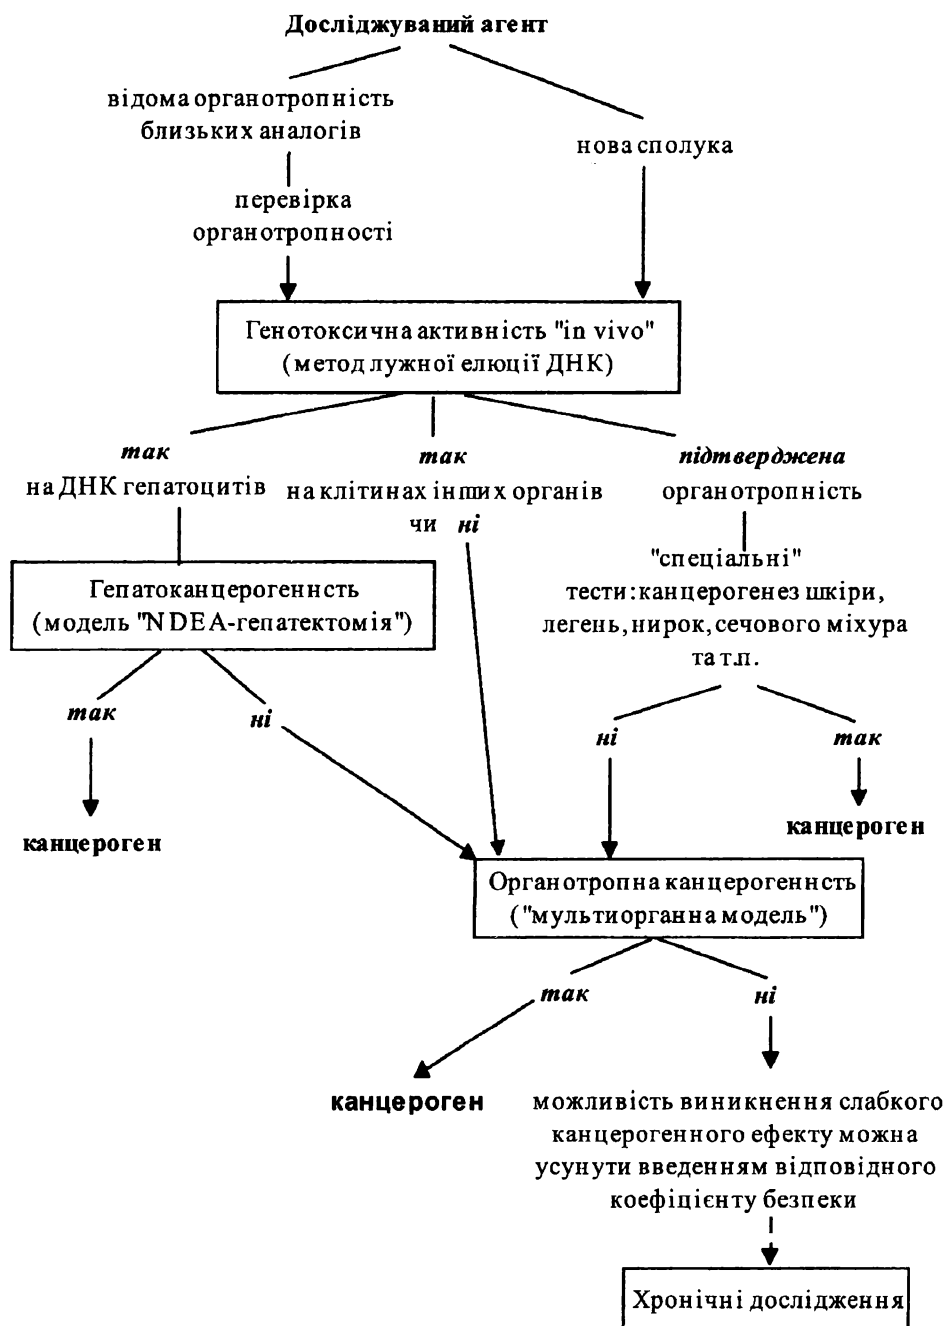 Досліджуваний агент
відома органотропність
близьких аналогів
нова сполука
перевірка
органотропності
Генотоксична активність "in vivo"
(метод лужної елюції ДНК)
так
на ДНК гепатоцитів
так
на клітинах інших органів
чи ні
підтверджена
органотропність
"спеціальні"
тести: канцерогенез шкіри,
легень, нирок, сечового міхура
та т.п.
Гепатоканцерогеннсть
(модель "NDEA-гепатектомія")
так
ні
ні
так
канцероген
канцероген
Органотропна канцерогеннсть
("мультиорганна модель")
так
ні
канцероген
можливість виникнення слабкого
канцерогенного ефекту можна
усунути введенням відповідного
коефіцієнту безпеки
Хронічні дослідження